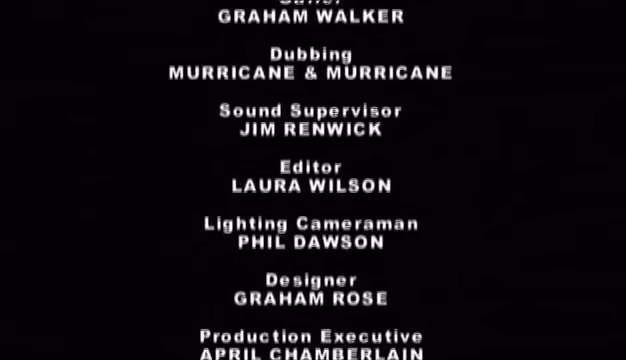 Gaffer
GRAHAM WALKER
Dubbing
MURRICANE & MURRICANE
Sound Supervisor
JIM RENWICK
Editor
LAURA WILSON
Lighting Cameraman
PHIL DAWSON
Designer
GRAHAM ROSE
Production Executive
APRIL CHAMBERLAIN